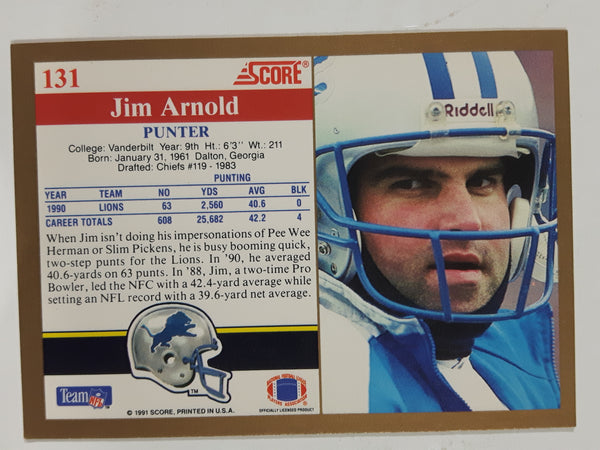 131
SCORE®
Jim Arnold
PUNTER
College: Vanderbilt Year: 9th Ht.: 6'3" Wt.: 211
Born: January 31, 1961 Dalton, Georgia
Drafted: Chiefs #119 - 1983
PUNTING
YEAR TEAM NO YDS AVG BLK
1990 LIONS 63 2,560 40.6 0
CAREER TOTALS 608 25,682 42.2 4
When Jim isn't doing his impersonations of Pee Wee
Herman or Slim Pickens, he is busy booming quick,
two-step punts for the Lions. In '90, he averaged
40.6-yards on 63 punts. In '88, Jim, a two-time Pro
Bowler, led the NFC with a 42.4-yard average while
setting an NFL record with a 39.6-yard net average.
Team NFL
© 1991 SCORE, PRINTED IN U.S.A.
NATIONAL FOOTBALL LEAGUE
PLAYERS ASSOCIATION
OFFICIALLY LICENSED PRODUCT
Riddell